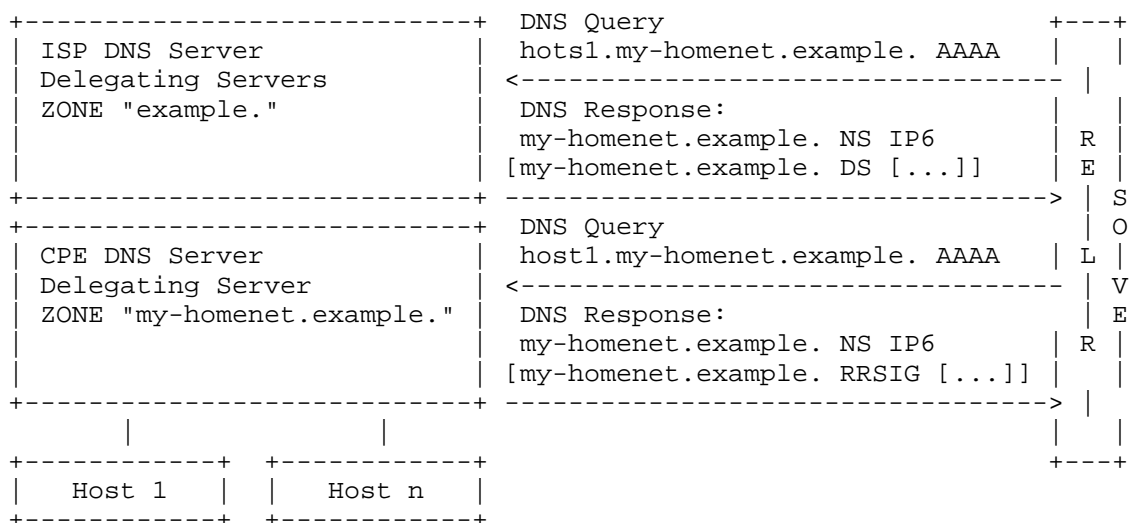 DNS Query
ISP DNS Server hots1.my-homenet.example. AAAA
Delegating Servers
ZONE "example." DNS Response:
my-homenet.example. NS IP6 R
[my-homenet.example. DS [...]] E
S
DNS Query O
CPE DNS Server host1.my-homenet.example. AAAA L
Delegating Server V
ZONE "my-homenet.example." DNS Response: E
my-homenet.example. NS IP6 R
[my-homenet.example. RRSIG [...]]
Host 1 Host n